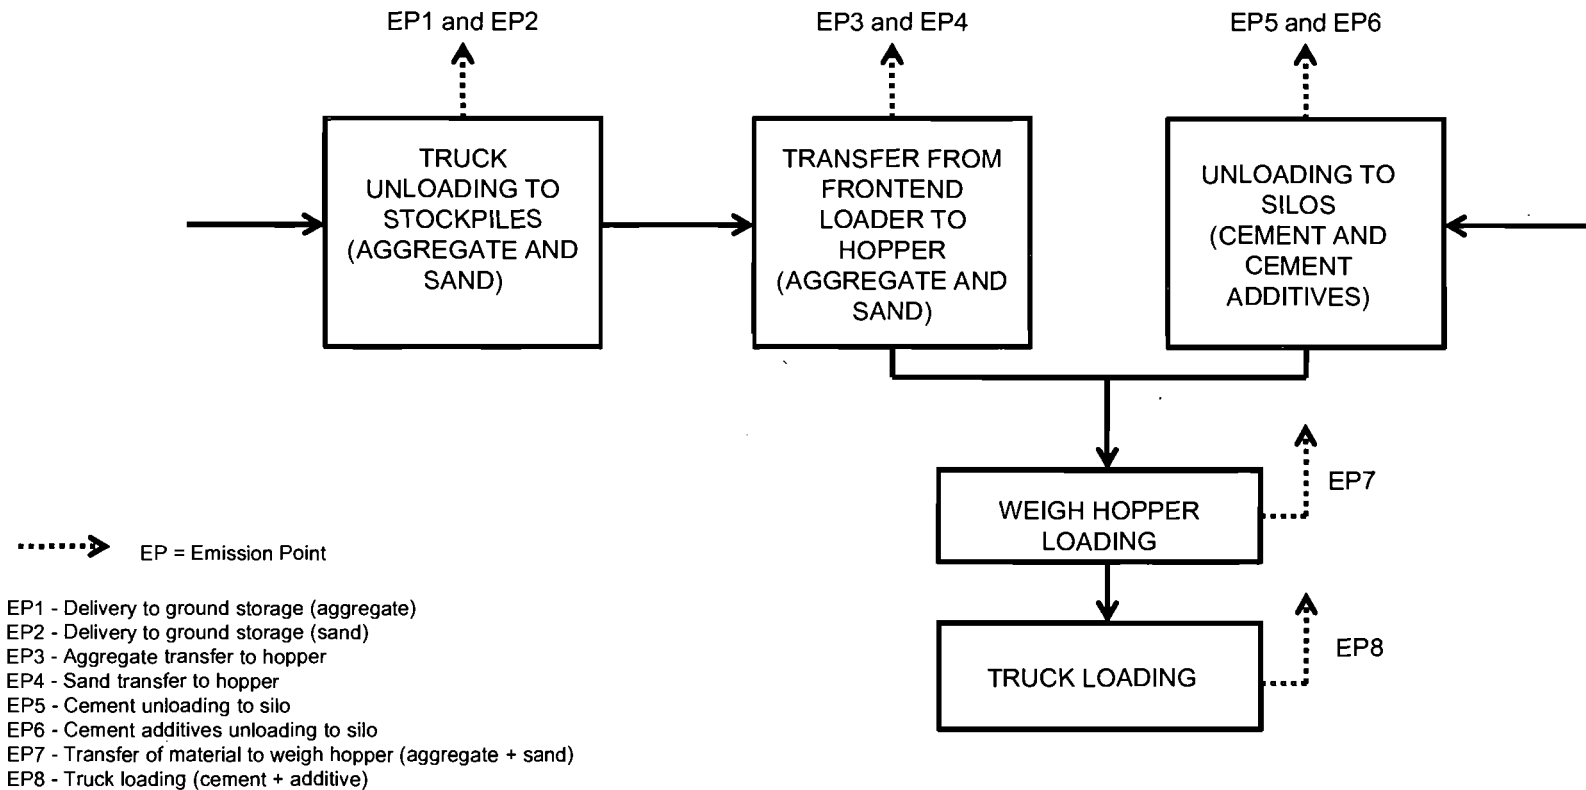 EP1 and EP2
EP3 and EP4
EP5 and EP6
TRUCK
UNLOADING TO
STOCKPILES
(AGGREGATE AND
SAND)
TRANSFER FROM
FRONTEND
LOADER TO
HOPPER
(AGGREGATE AND
SAND)
UNLOADING TO
SILOS
(CEMENT AND
CEMENT
ADDITIVES)
WEIGH HOPPER
LOADING
EP7
TRUCK LOADING
EP8
EP = Emission Point
EP1 - Delivery to ground storage (aggregate)
EP2 - Delivery to ground storage (sand)
EP3 - Aggregate transfer to hopper
EP4 - Sand transfer to hopper
EP5 - Cement unloading to silo
EP6 - Cement additives unloading to silo
EP7 - Transfer of material to weigh hopper (aggregate + sand)
EP8 - Truck loading (cement + additive)